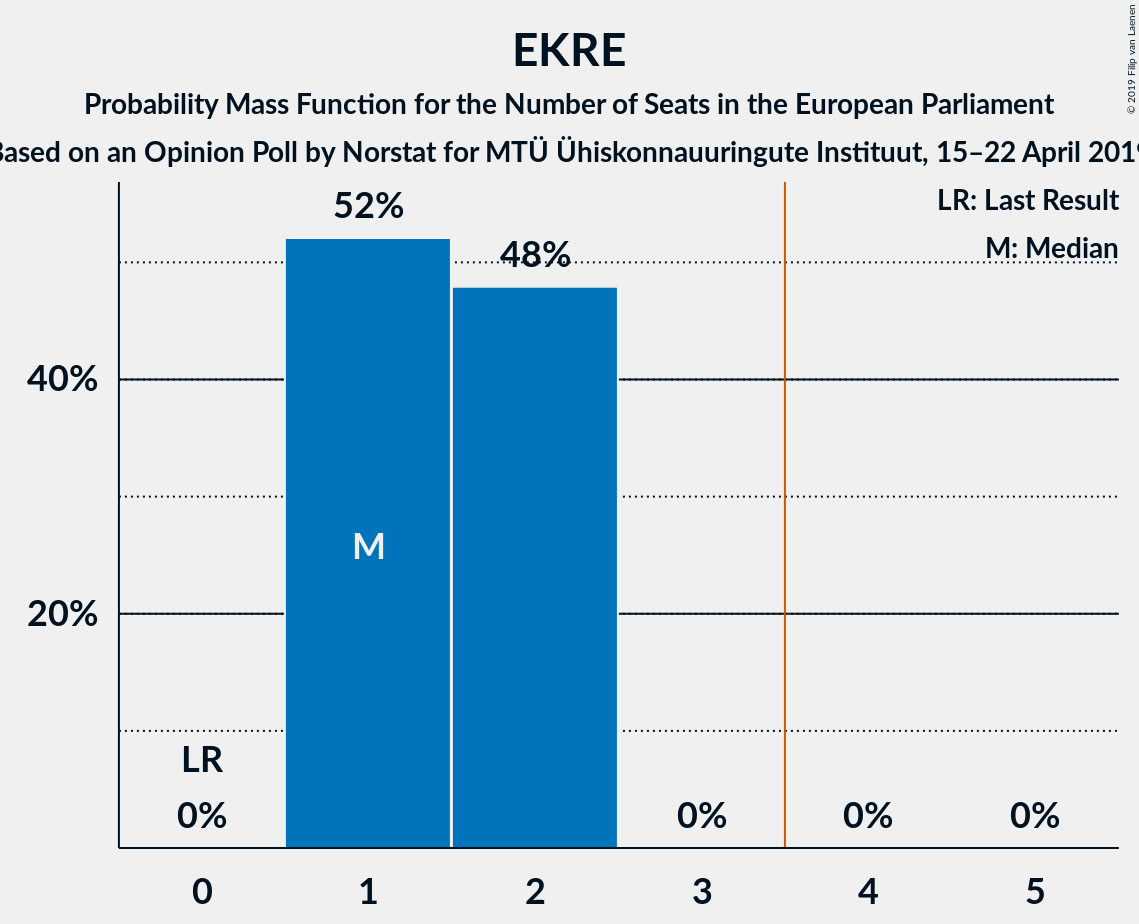 EKRE
Probability Mass Function for the Number of Seats in the European Parliament
Based on an Opinion Poll by Norstat for MTÜ Ühiskonnauuringute Instituut, 15–22 April 2019
© 2019 Filip van Laenen
LR: Last Result
M: Median
52%
48%
40%
M
20%
LR
0%
0%
0%
0%
0
1
2
3
4
5